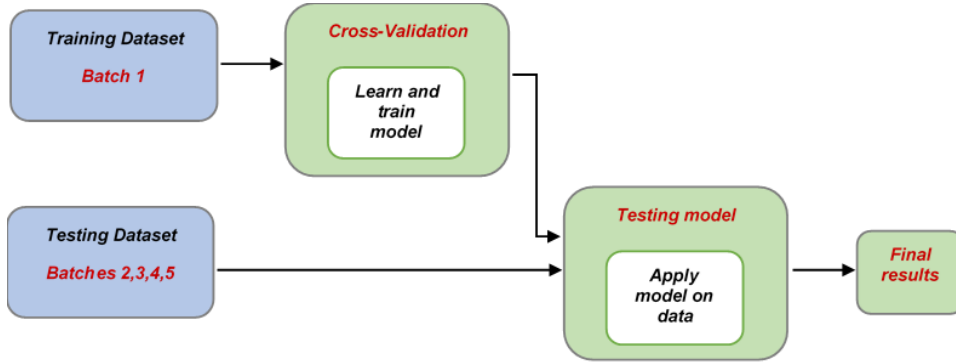 Training Dataset
Batch 1
Cross-Validation
Learn and
train
model
Testing Dataset
Batches 2,3,4,5
Testing model
Apply
model on
data
Final
results